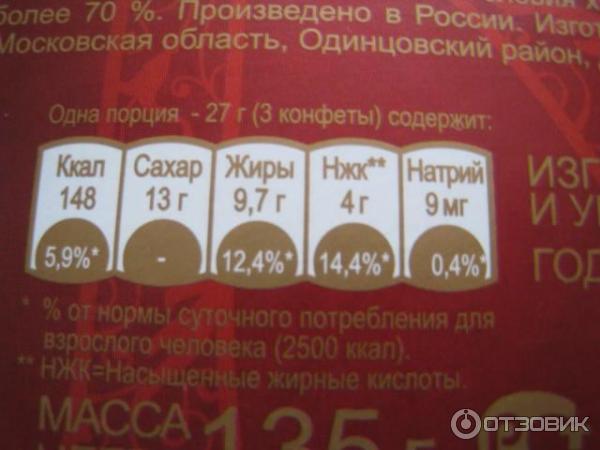 более 70 %. Произведено в России. Изгот
Московская область, Одинцовский район,
Одна порция - 27 г (3 конфеты) содержит:
Ккал Сахар Жиры Нжк** Натрий
148 13 г 9,7 г 4 г 9 мг
5,9%* - 12,4%* 14,4%* 0,4%*
ИЗГ
И У
ГОД
* % от нормы суточного потребления для
взрослого человека (2500 ккал).
** НЖК=Насыщенные жирные кислоты.
МАССА
135 г
ОТЗОВИК